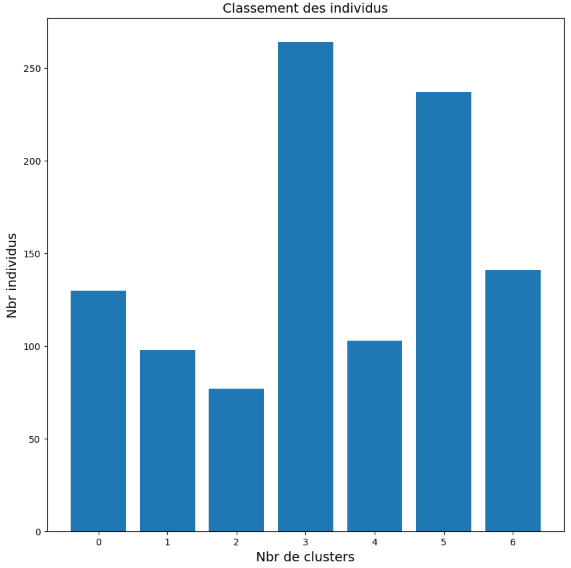 Classement des individus
250
200
150
100
50
0
Nbr individus
0 1 2 3 4 5 6
Nbr de clusters